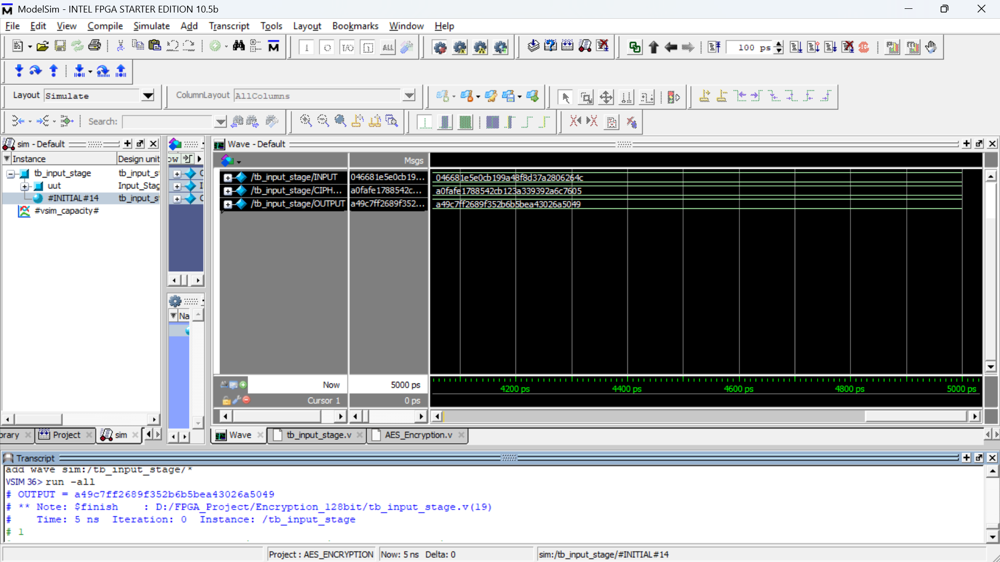 ModelSim - INTEL FPGA STARTER EDITION 10.5b
File Edit View Compile Simulate Add Transcript Tools Layout Bookmarks Window Help
ALL
100 ps
Layout Simulate
ColumnLayout AllColumns
Search:
sim - Default
Wave - Default
Instance
Design unit
Msgs
tb_input_stage tb_input_s
uut Input_Stag
#INITIAL#14 tb_input_s
#vsim_capacity#
/tb_input_stage/INPUT 046681e5e0cb19... 046681e5e0cb199a48f8d37a2806264c
/tb_input_stage/CIPH... a0fafe1788542c... a0fafe1788542cb123a339392a6c7605
/tb_input_stage/OUTPUT a49c7ff2689f352... a49c7ff2689f352b6b5bea43026a5049
Na
Now 5000 ps
Cursor 1 0 ps
4200 ps 4400 ps 4600 ps 4800 ps 5000 ps
brary Project sim
Wave tb_input_stage.v AES_Encryption.v
Transcript
add wave sim:/tb_input_stage/*
VSIM 36> run -all
# OUTPUT = a49c7ff2689f352b6b5bea43026a5049
# ** Note: $finish    : D:/FPGA_Project/Encryption_128bit/tb_input_stage.v(19)
#    Time: 5 ns  Iteration: 0  Instance: /tb_input_stage
# 1
Project : AES_ENCRYPTION Now: 5 ns Delta: 0 sim:/tb_input_stage/#INITIAL#14